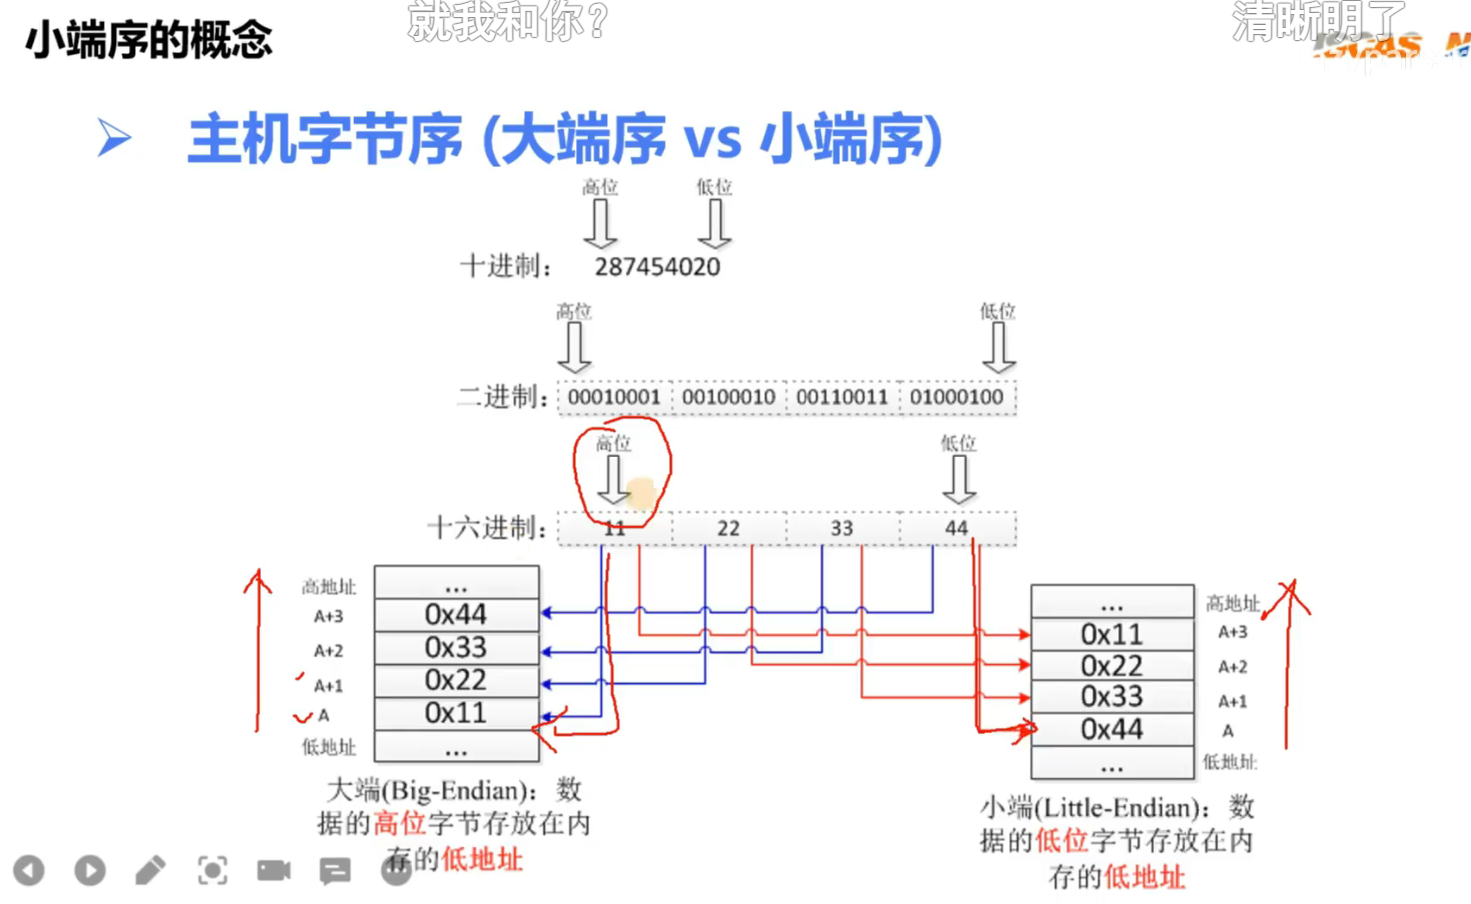 就我和你?
清晰明了
小端序的概念
主机字节序 (大端序 vs 小端序)
高位 低位
十进制: 287454020
高位 低位
二进制: 00010001 00100010 00110011 01000100
高位 低位
十六进制: 11 22 33 44
高地址 ...
A+3 0x44
A+2 0x33
A+1 0x22
A 0x11
低地址 ...
大端(Big-Endian):数
据的高位字节存放在内
存的低地址
... 高地址
0x11 A+3
0x22 A+2
0x33 A+1
0x44 A
... 低地址
小端(Little-Endian):数
据的低位字节存放在内
存的低地址